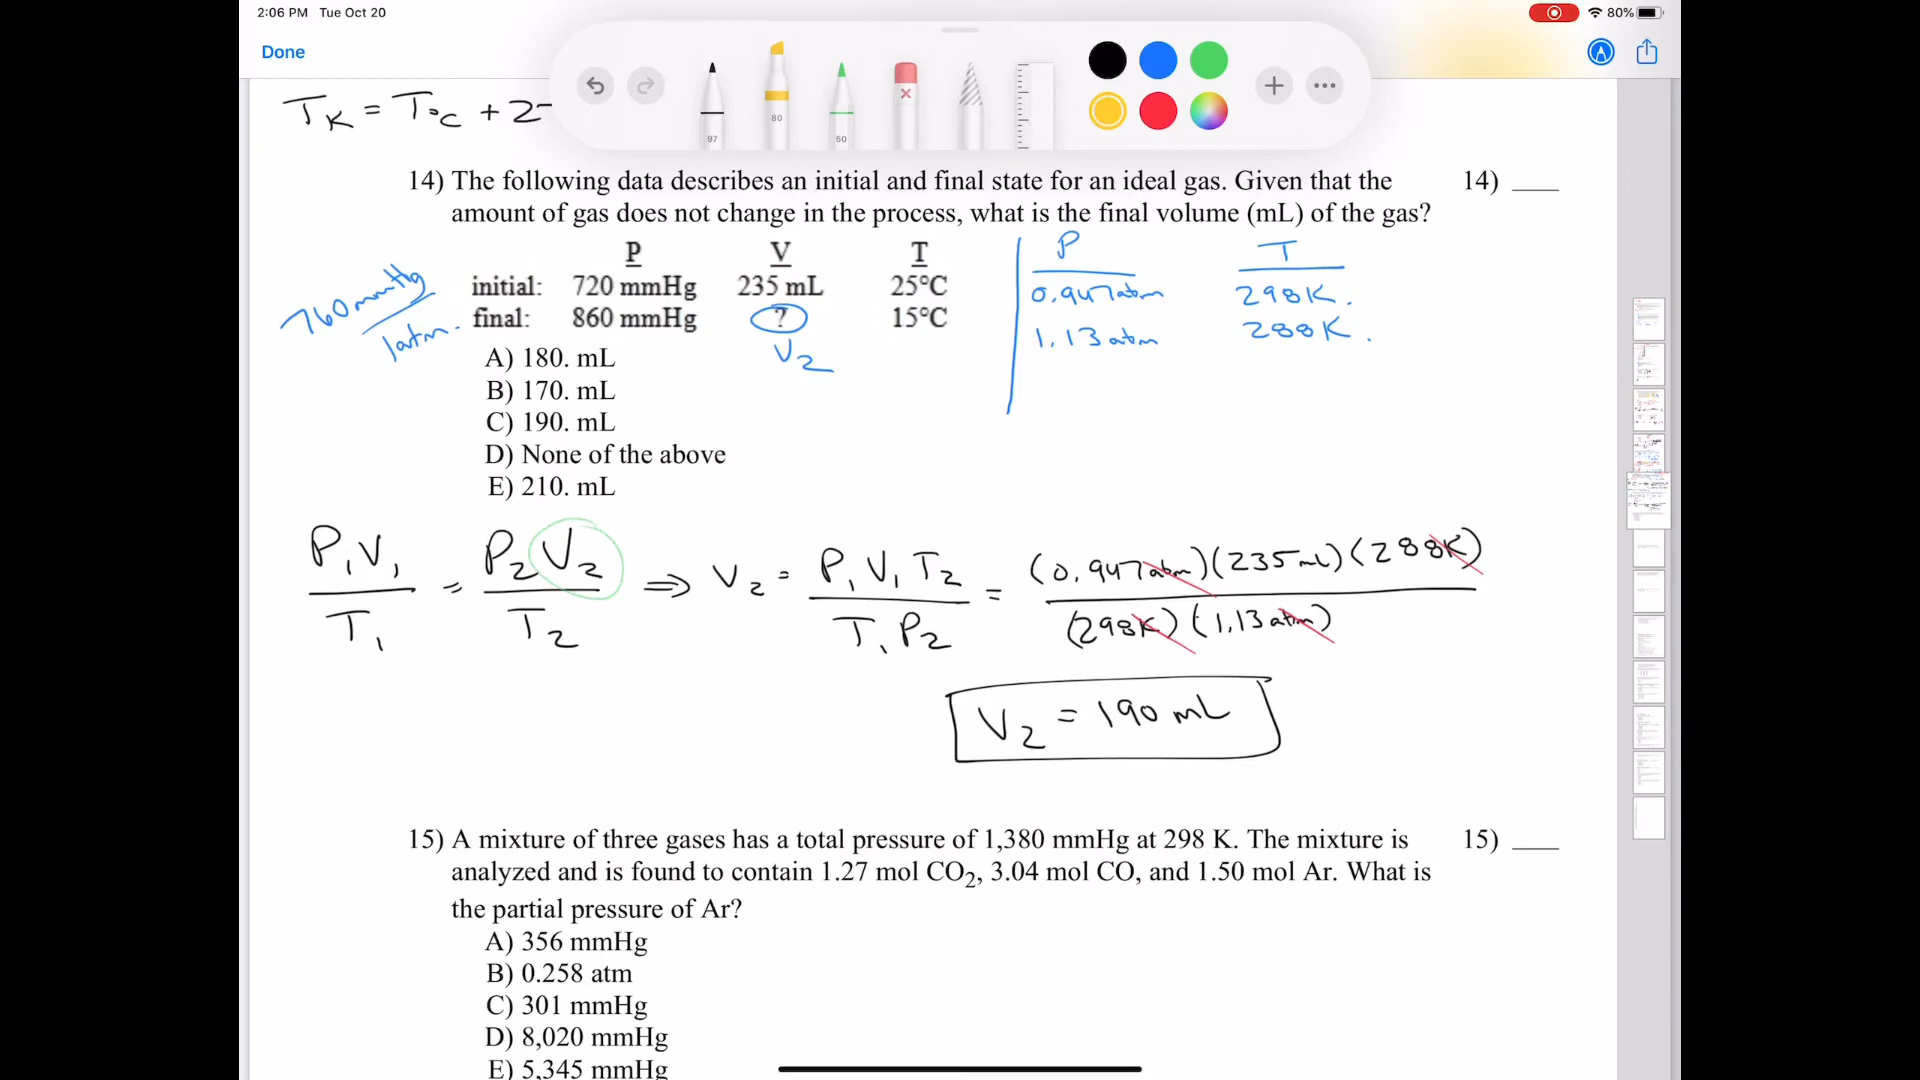 2:06 PM Tue Oct 20
80%
Done
97
80
50
T_K = T°C + 2
14) The following data describes an initial and final state for an ideal gas. Given that the 14) ____
amount of gas does not change in the process, what is the final volume (mL) of the gas?
P V T
initial: 720 mmHg 235 mL 25°C
final: 860 mmHg ? 15°C
760 mmHg
1 atm.
V₂
P T
0.947 atm 298K.
1.13 atm 288K.
A) 180. mL
B) 170. mL
C) 190. mL
D) None of the above
E) 210. mL
P₁V₁/T₁ = P₂V₂/T₂ ⇒ V₂ = P₁V₁T₂/T₁P₂ = (0.947 atm)(235 mL)(288K)/(298K)(1.13 atm)
V₂ = 190 mL
15) A mixture of three gases has a total pressure of 1,380 mmHg at 298 K. The mixture is 15) ____
analyzed and is found to contain 1.27 mol CO₂, 3.04 mol CO, and 1.50 mol Ar. What is
the partial pressure of Ar?
A) 356 mmHg
B) 0.258 atm
C) 301 mmHg
D) 8,020 mmHg
E) 5,345 mmHg